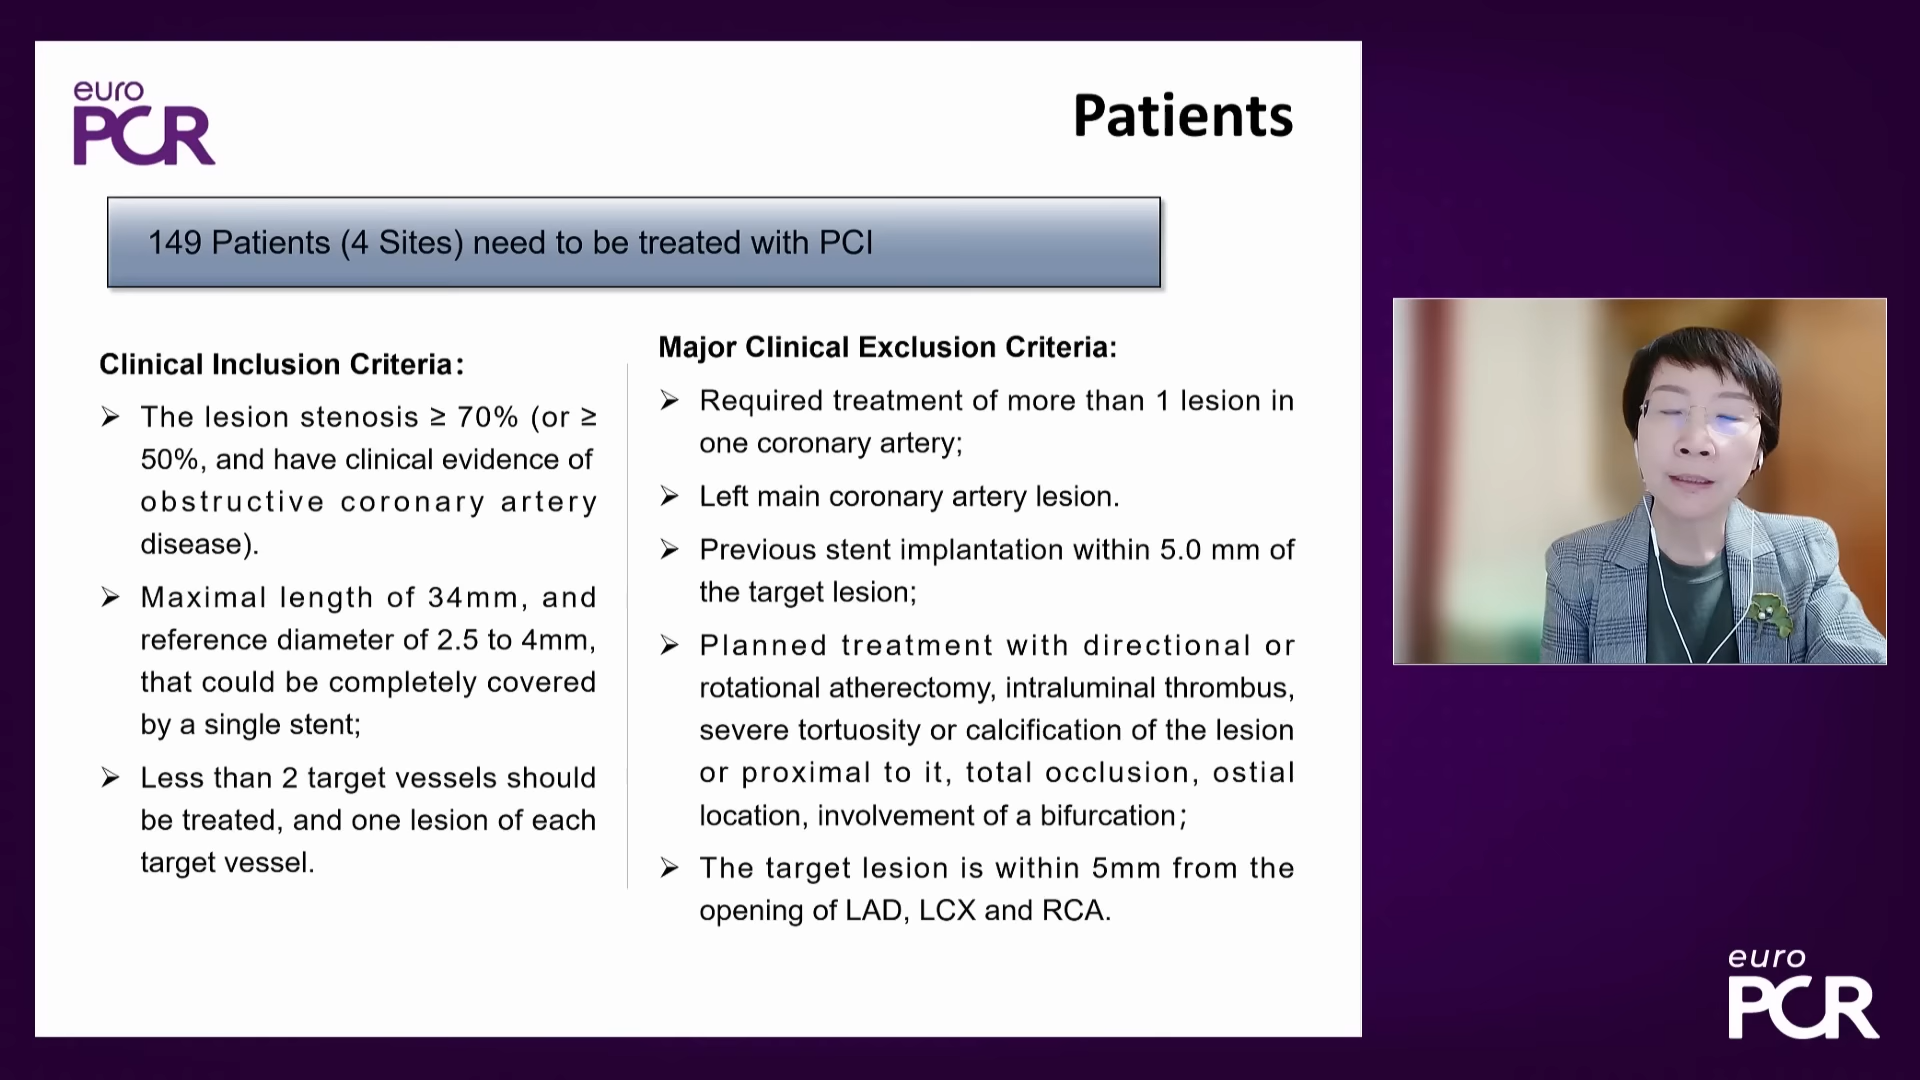 euro
PCR
Patients
149 Patients (4 Sites) need to be treated with PCI
Clinical Inclusion Criteria:
➢ The lesion stenosis ≥ 70% (or ≥
50%, and have clinical evidence of
obstructive coronary artery
disease).
➢ Maximal length of 34mm, and
reference diameter of 2.5 to 4mm,
that could be completely covered
by a single stent;
➢ Less than 2 target vessels should
be treated, and one lesion of each
target vessel.
Major Clinical Exclusion Criteria:
➢ Required treatment of more than 1 lesion in
one coronary artery;
➢ Left main coronary artery lesion.
➢ Previous stent implantation within 5.0 mm of
the target lesion;
➢ Planned treatment with directional or
rotational atherectomy, intraluminal thrombus,
severe tortuosity or calcification of the lesion
or proximal to it, total occlusion, ostial
location, involvement of a bifurcation;
➢ The target lesion is within 5mm from the
opening of LAD, LCX and RCA.
euro
PCR